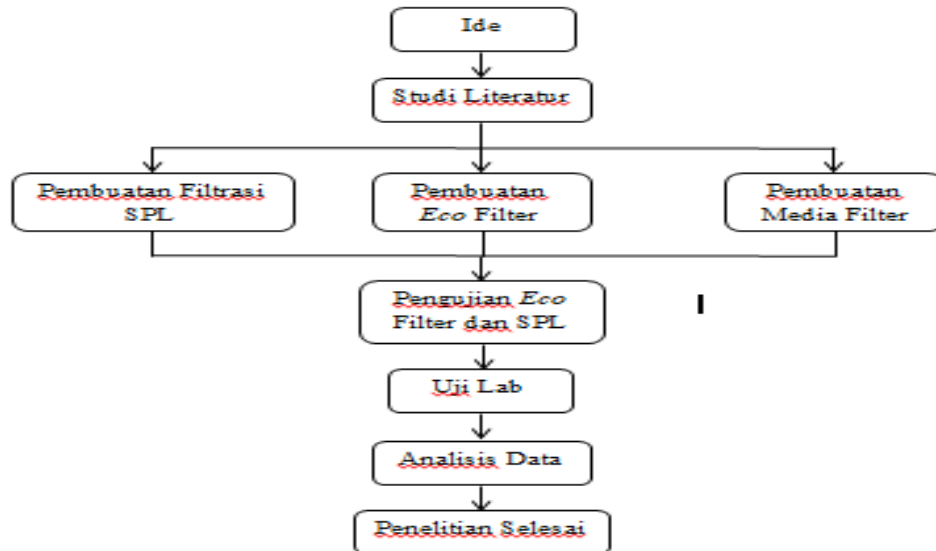 Ide
Studi Literatur
Pembuatan Filtrasi
SPL
Pembuatan
Eco Filter
Pembuatan
Media Filter
Pengujian Eco
Filter dan SPL
Uji Lab
Analisis Data
Penelitian Selesai